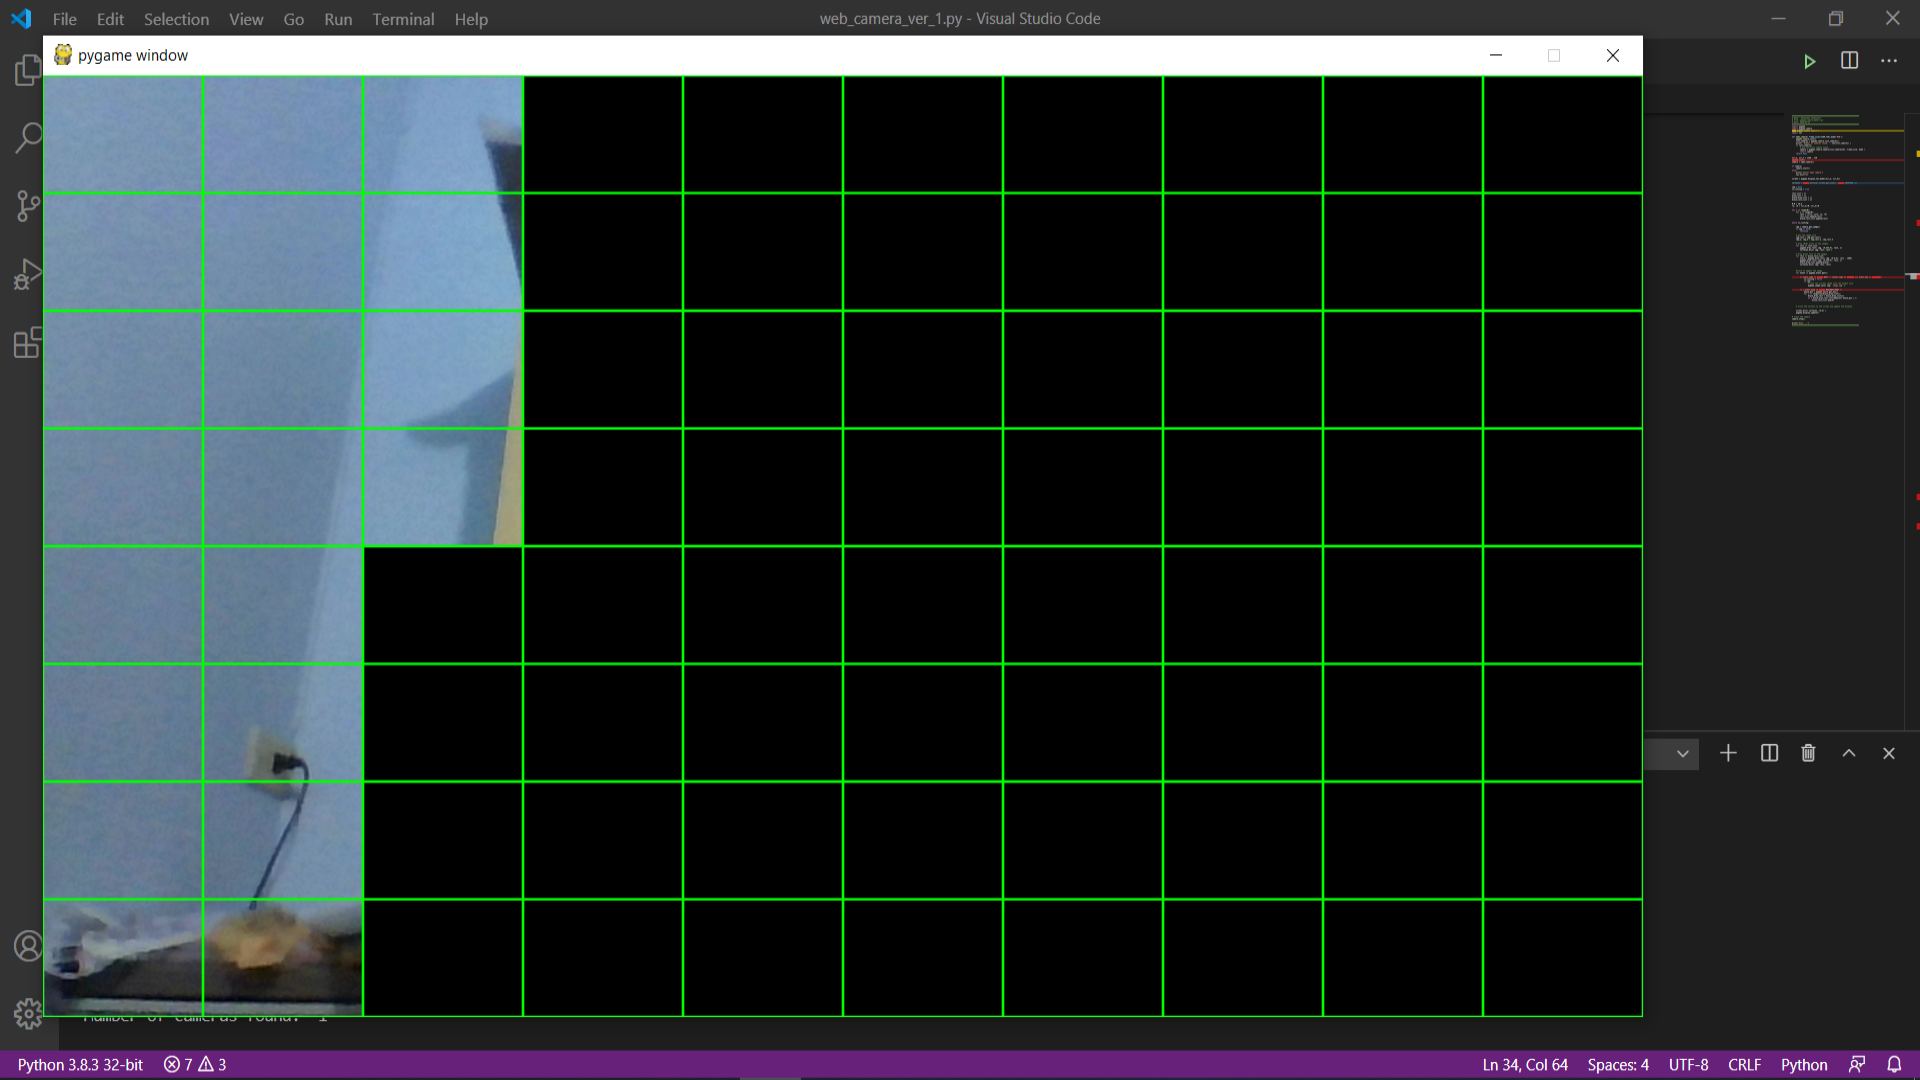 File Edit Selection View Go Run Terminal Help
web_camera_ver_1.py - Visual Studio Code
pygame window
Number of cameras found: 1
Python 3.8.3 32-bit
7
3
Ln 34, Col 64
Spaces: 4
UTF-8
CRLF
Python